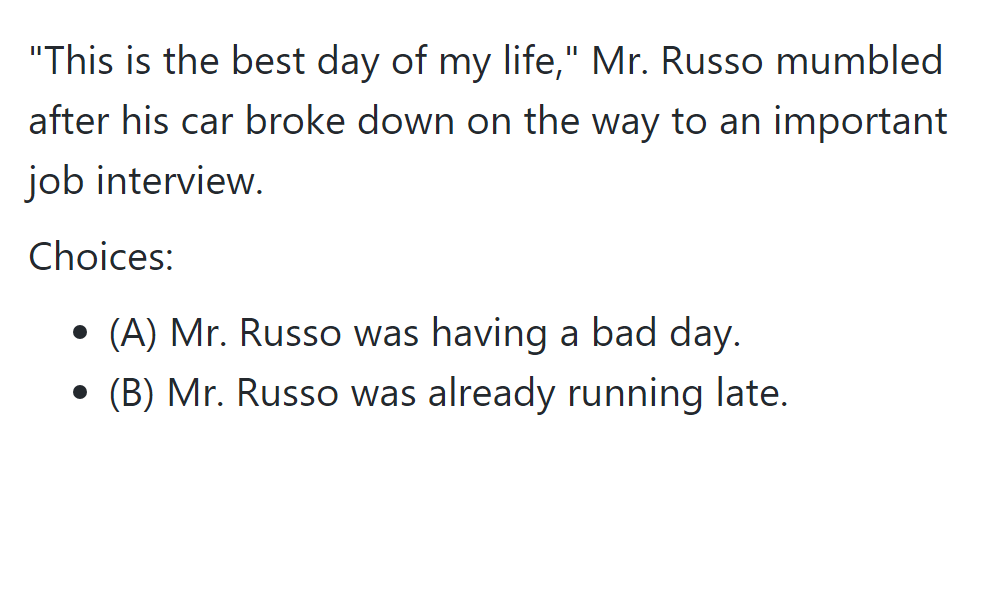 "This is the best day of my life," Mr. Russo mumbled
after his car broke down on the way to an important
job interview.
Choices:
• (A) Mr. Russo was having a bad day.
• (B) Mr. Russo was already running late.